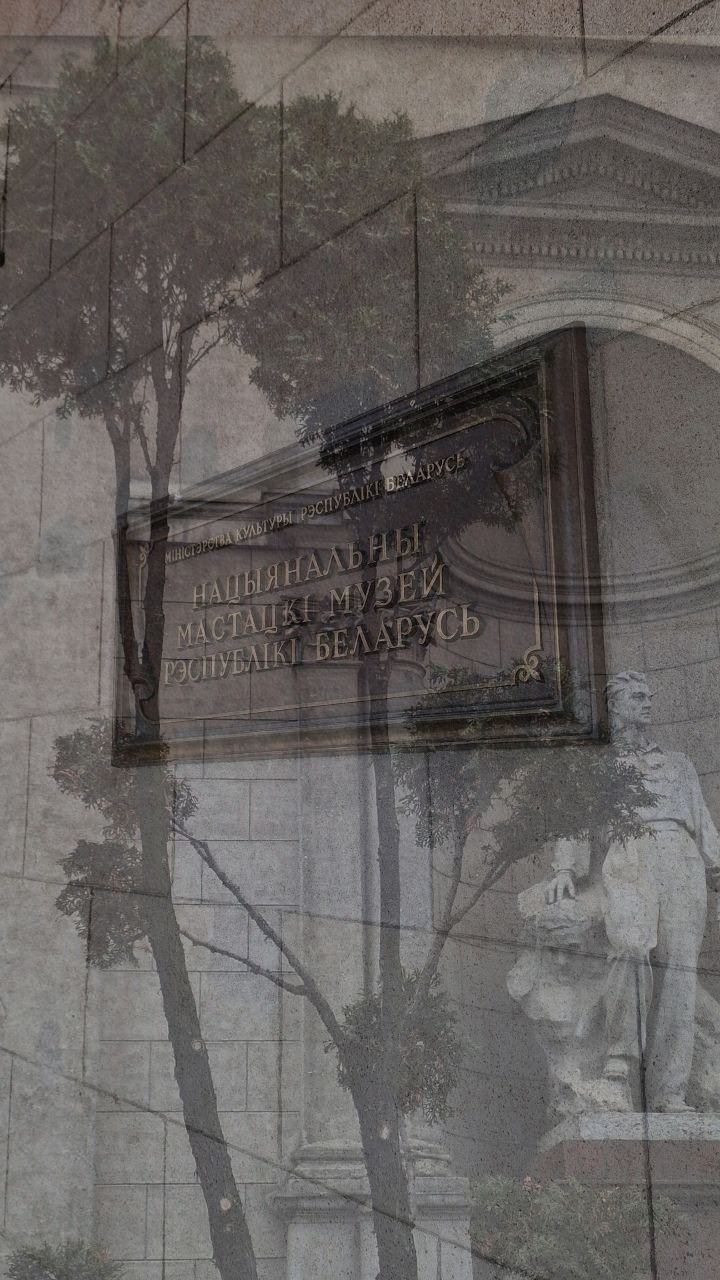 МІНІСТЭРСТВА КУЛЬТУРЫ РЭСПУБЛІКІ БЕЛАРУСЬ
НАЦЫЯНАЛЬНЫ
МАСТАЦКІ МУЗЕЙ
РЭСПУБЛІКІ БЕЛАРУСЬ